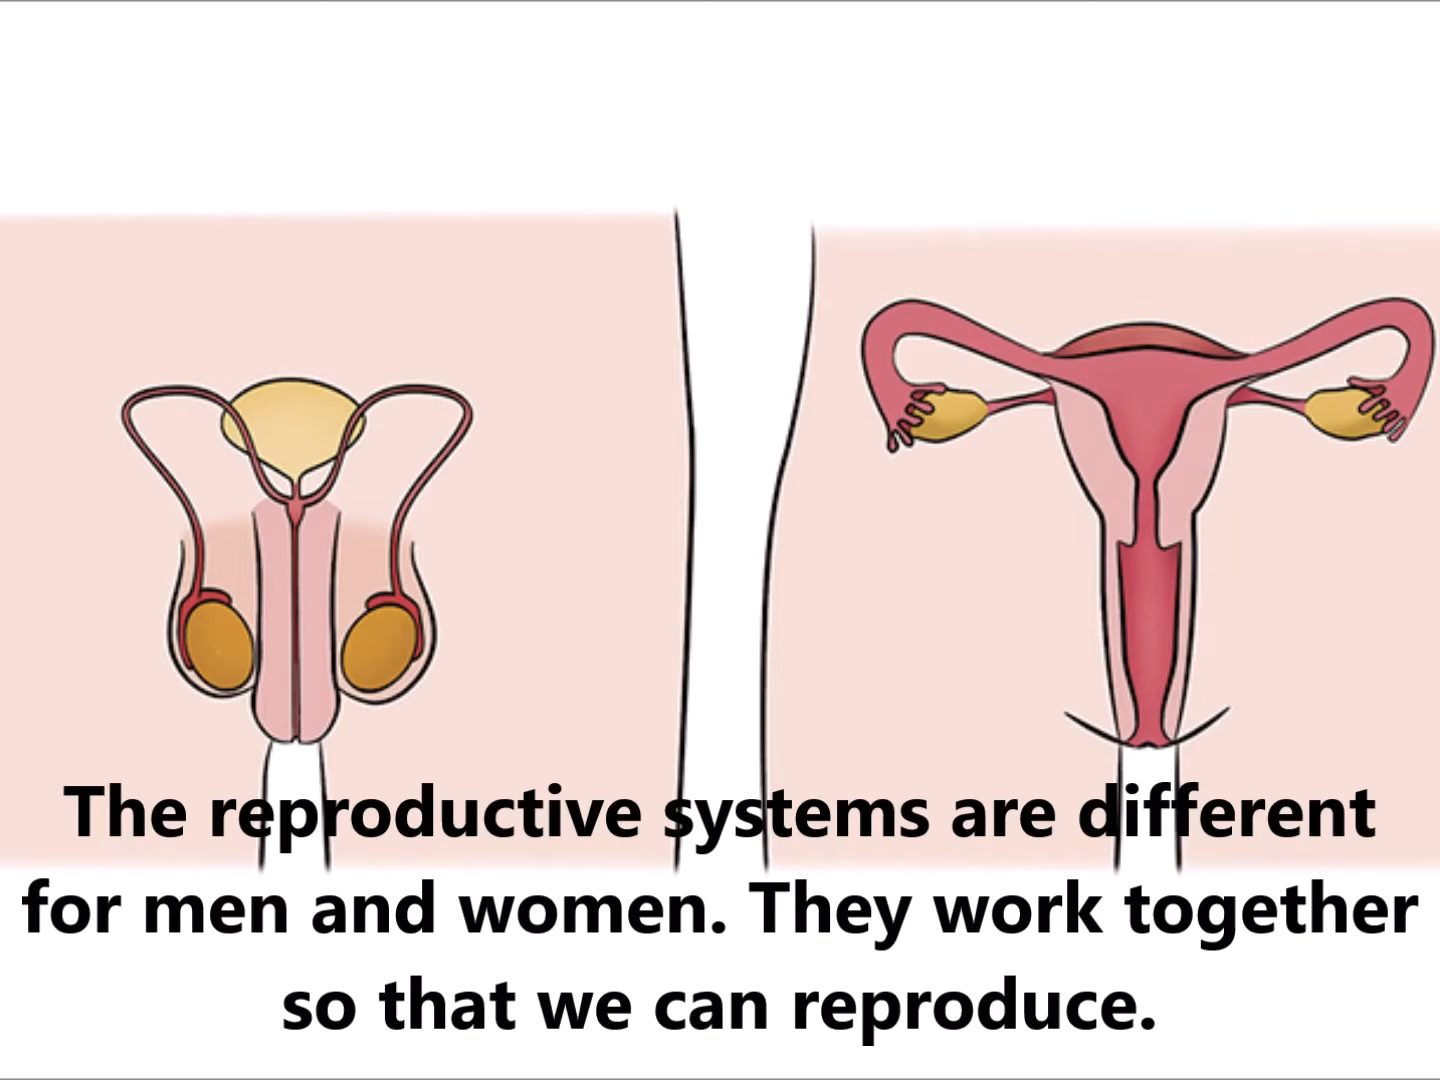 The reproductive systems are different
for men and women. They work together
so that we can reproduce.